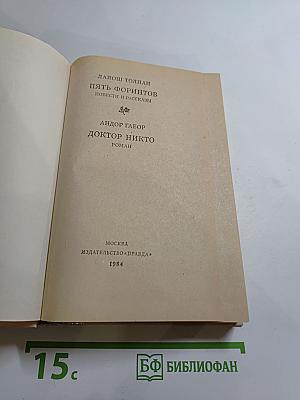 ЛАЙОШ ТОЛНАИ
ПЯТЬ ФОРИНТОВ
ПОВЕСТИ И РАССКАЗЫ
АНДОР ГАБОР
ДОКТОР НИКТО
РОМАН
МОСКВА
ИЗДАТЕЛЬСТВО «ПРАВДА»
1984
15с
БФ БИБЛИОФАН